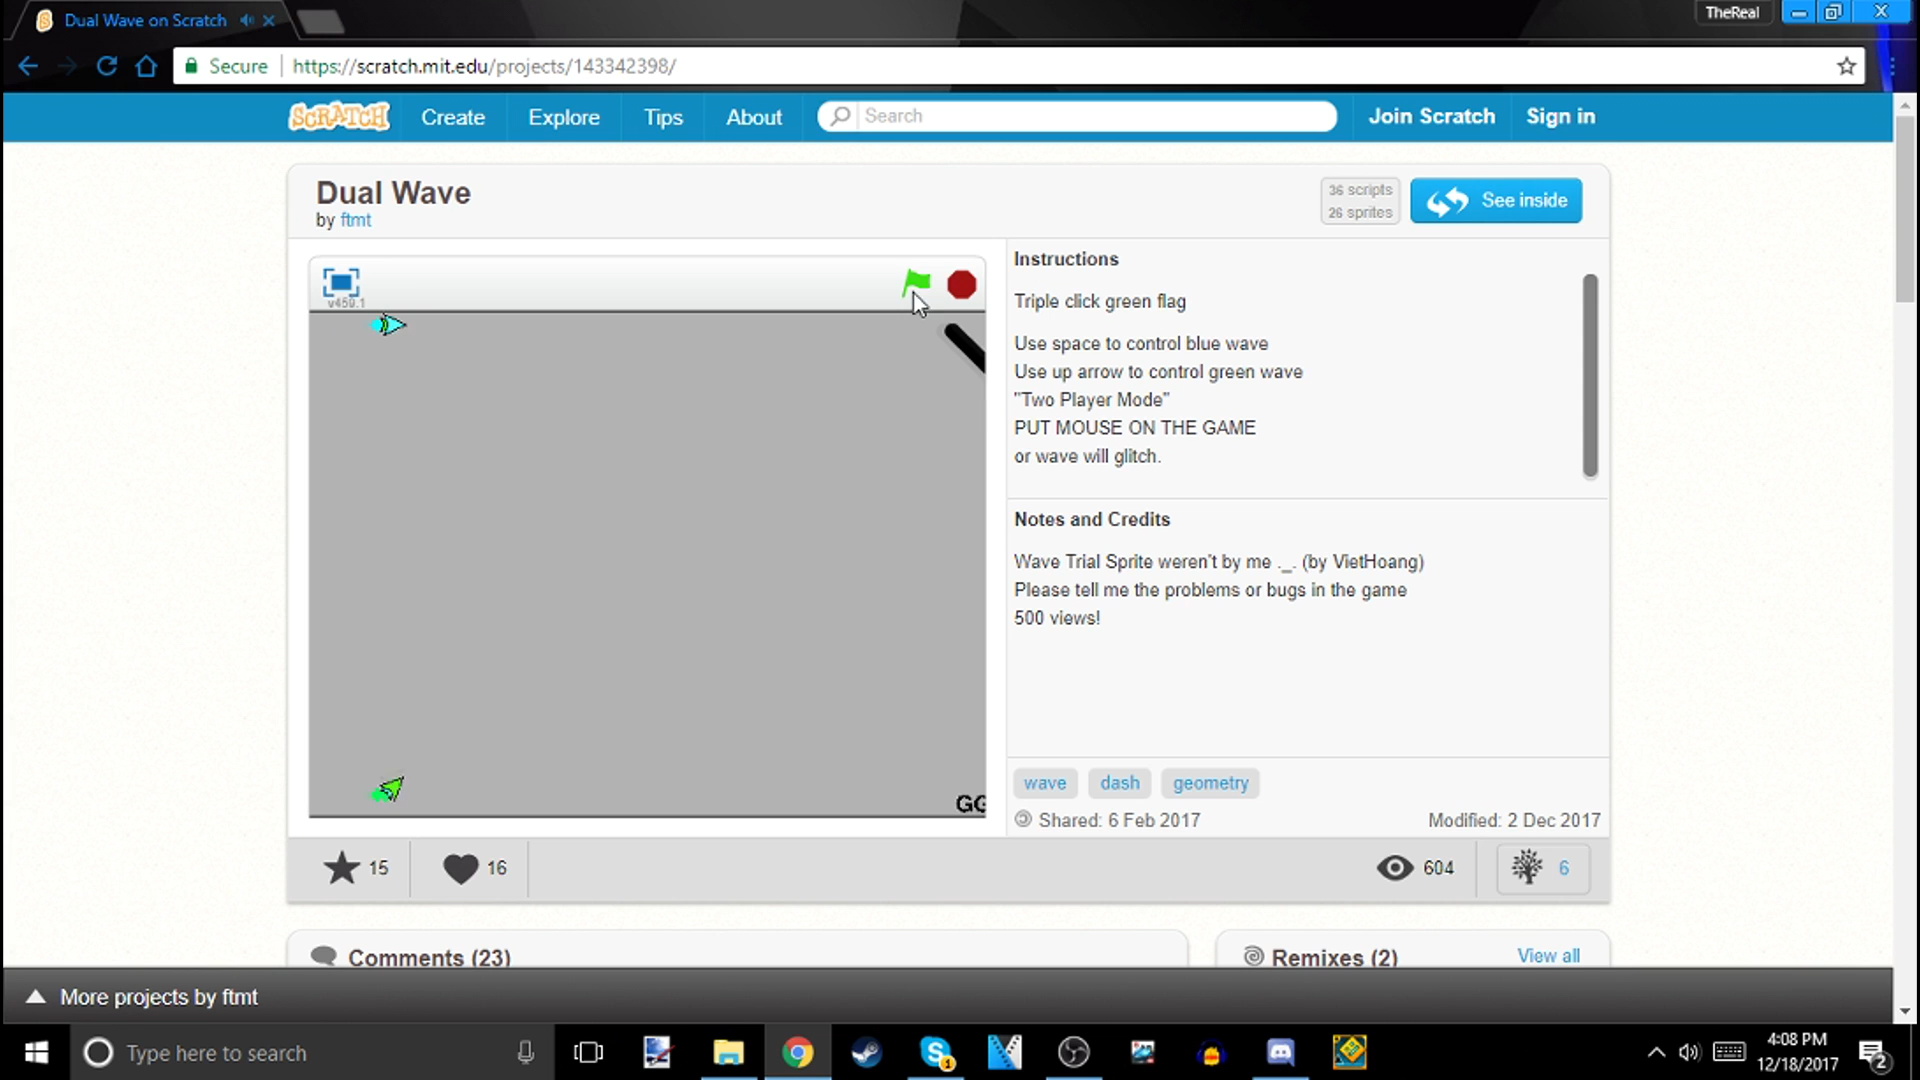 Dual Wave on Scratch
TheReal
Secure
https://scratch.mit.edu/projects/143342398/
SCRATCH
Create
Explore
Tips
About
Search
Join Scratch
Sign in
Dual Wave
by ftmt
36 scripts
26 sprites
See inside
v459.1
Instructions
Triple click green flag
Use space to control blue wave
Use up arrow to control green wave
"Two Player Mode"
PUT MOUSE ON THE GAME
or wave will glitch.
Notes and Credits
Wave Trial Sprite weren't by me ._. (by VietHoang)
Please tell me the problems or bugs in the game
500 views!
GG
wave
dash
geometry
Shared: 6 Feb 2017
Modified: 2 Dec 2017
15
16
604
6
Comments (23)
Remixes (2)
View all
More projects by ftmt
Type here to search
1
4:08 PM
12/18/2017
2